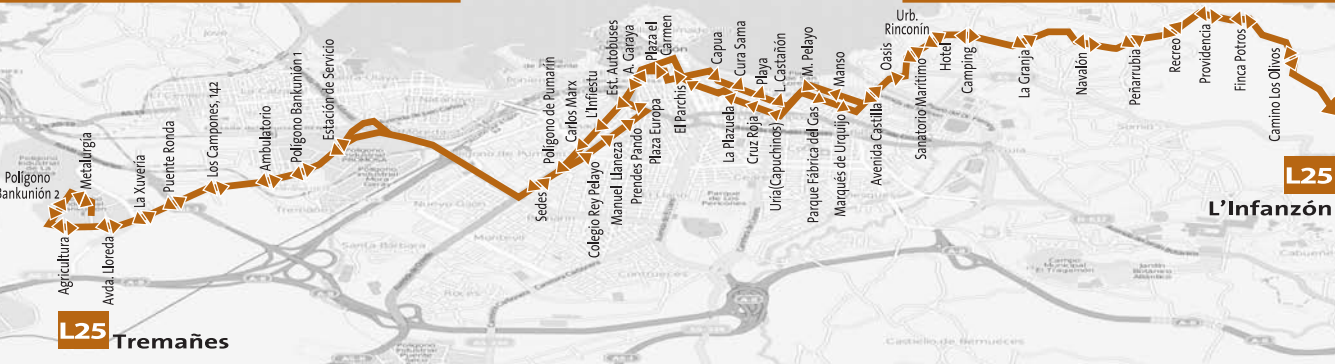 Polígono
Bankunión 2
Metalurgía
Agricultura
Avda. Lloreda
La Xuvería
Puente Ronda
Los Campones, 142
Ambulatorio
Polígono Bankunión 1
Estación de Servicio
Sedes
Polígono de Pumarín
Carlos Marx
Colegio Rey Pelayo
L'Infiestu
Manuel Llaneza
Est. Autobuses
Prendes Pando
A. Garaya
Plaza Europa
Plaza el
Carmen
El Parchís
Capua
La Plazuela
Cura Sama
Cruz Roja
Playa
Uría(Capuchinos)
L. Castañón
M. Pelayo
Parque Fábrica del Gas
Manso
Marqués de Urquijo
Avenida Castilla
Oasis
Sanatorio Marítimo
Urb.
Rinconín
Hotel
Camping
La Granja
Navalón
Peñarrubia
Recreo
Providencia
Finca Potros
Camino Los Olivos
L25
L'Infanzón
L25 Tremañes